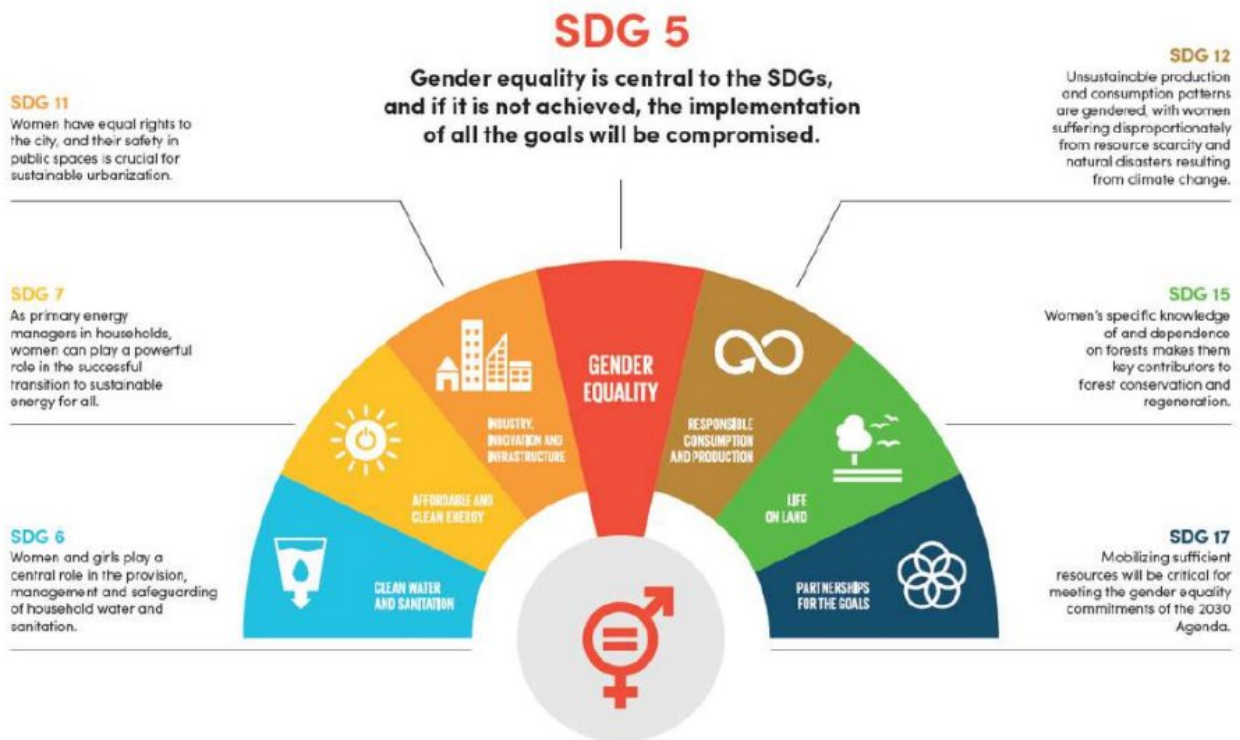 SDG 5
Gender equality is central to the SDGs,
and if it is not achieved, the implementation
of all the goals will be compromised.
SDG 11
Women have equal rights to
the city, and their safety in
public spaces is crucial for
sustainable urbanization.
SDG 7
As primary energy
managers in households,
women can play a powerful
role in the successful
transition to sustainable
energy for all.
SDG 6
Women and girls play a
central role in the provision,
management and safeguarding
of household water and
sanitation.
CLEAN WATER
AND SANITATION
AFFORDABLE AND
CLEAN ENERGY
INDUSTRY,
INNOVATION AND
INFRASTRUCTURE
GENDER
EQUALITY
RESPONSIBLE
CONSUMPTION
AND PRODUCTION
LIFE
ON LAND
PARTNERSHIPS
FOR THE GOALS
SDG 12
Unsustainable production
and consumption patterns
are gendered, with women
suffering disproportionately
from resource scarcity and
natural disasters resulting
from climate change.
SDG 15
Women's specific knowledge
of and dependence
on forests makes them
key contributors to
forest conservation and
regeneration.
SDG 17
Mobilizing sufficient
resources will be critical for
meeting the gender equality
commitments of the 2030
Agenda.